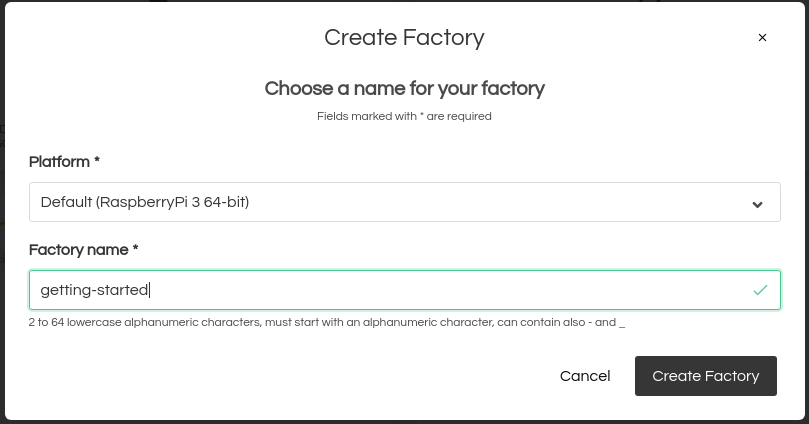 Create Factory
×
Choose a name for your factory
Fields marked with * are required
Platform *
Default (RaspberryPi 3 64-bit)
Factory name *
getting-started
2 to 64 lowercase alphanumeric characters, must start with an alphanumeric character, can contain also - and _
Cancel
Create Factory